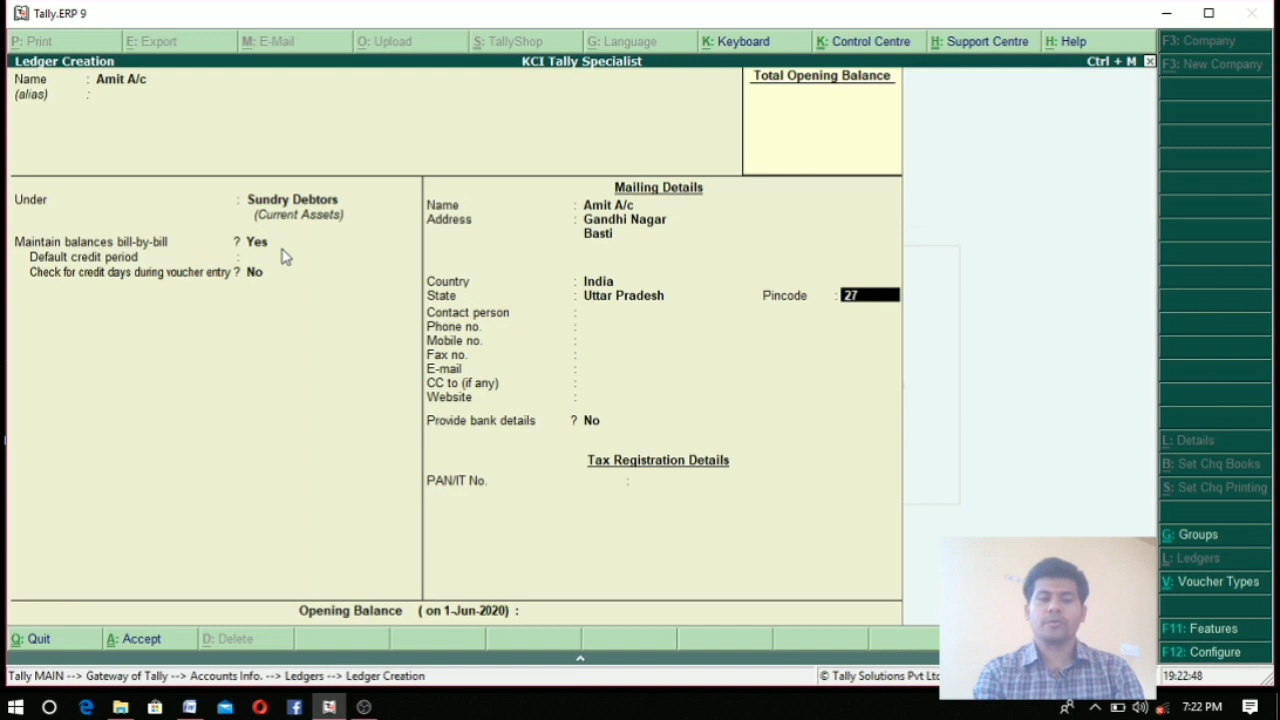 Tally.ERP 9
P: Print E: Export M: E-Mail O: Upload S: TallyShop G: Language K: Keyboard K: Control Centre H: Support Centre H: Help
F3: Company
Ledger Creation KCI Tally Specialist Ctrl + M
F3: New Company
Name : Amit A/c
(alias) :
Total Opening Balance
Under : Sundry Debtors
(Current Assets)
Maintain balances bill-by-bill ? Yes
Default credit period :
Check for credit days during voucher entry ? No
Mailing Details
Name : Amit A/c
Address : Gandhi Nagar
Basti
Country : India
State : Uttar Pradesh Pincode : 27
Contact person :
Phone no. :
Mobile no. :
Fax no. :
E-mail :
CC to (if any) :
Website :
Provide bank details ? No
Tax Registration Details
PAN/IT No. :
Opening Balance ( on 1-Jun-2020) :
L: Details
B: Set Chq Books
S: Set Chq Printing
G: Groups
L: Ledgers
V: Voucher Types
F11: Features
F12: Configure
Q: Quit A: Accept D: Delete
Tally MAIN --> Gateway of Tally --> Accounts Info. --> Ledgers --> Ledger Creation © Tally Solutions Pvt Ltd 19:22:48
7:22 PM